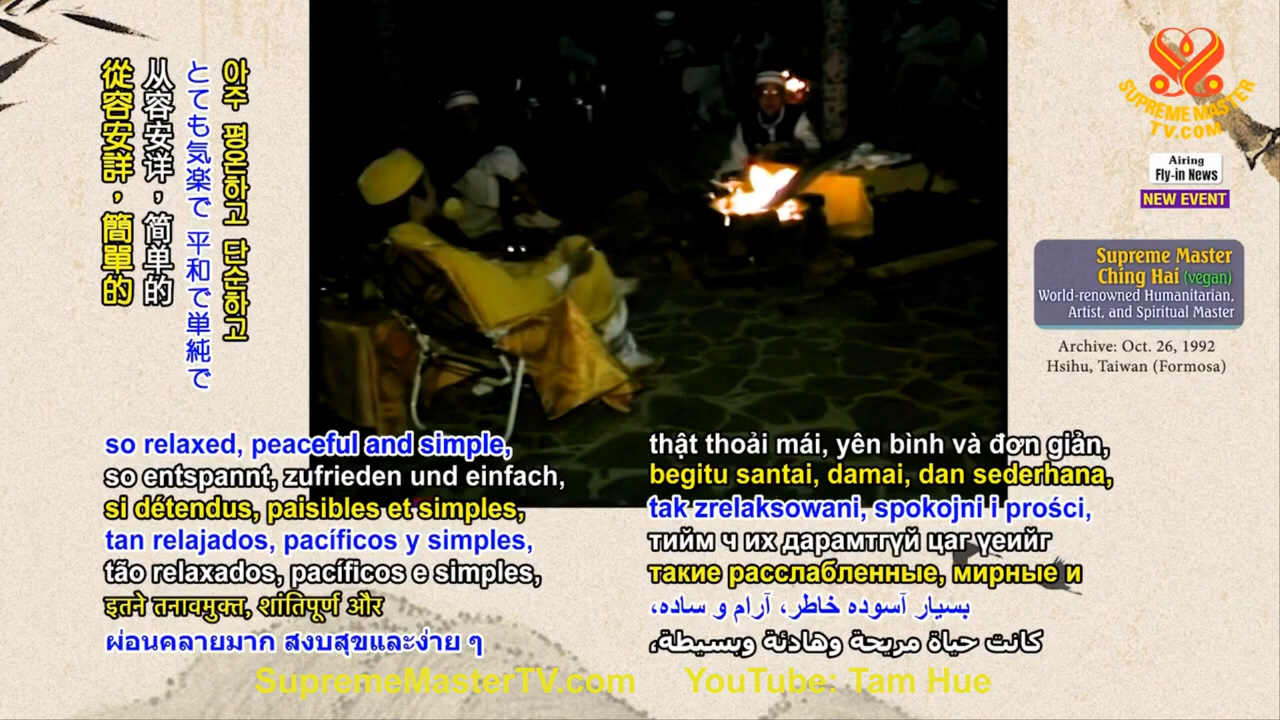 從容安詳，簡單的
从容安详，简单的
とても気楽で 平和で単純で
아주 평온하고 단순하고
SUPREME MASTER
TV.COM
Airing
Fly-in News
NEW EVENT
Supreme Master
Ching Hai (vegan)
World-renowned Humanitarian,
Artist, and Spiritual Master
Archive: Oct. 26, 1992
Hsihu, Taiwan (Formosa)
so relaxed, peaceful and simple,
so entspannt, zufrieden und einfach,
si détendus, paisibles et simples,
tan relajados, pacíficos y simples,
tão relaxados, pacíficos e simples,
इतने तनावमुक्त, शांतिपूर्ण और
ผ่อนคลายมาก สงบสุขและง่าย ๆ
thật thoải mái, yên bình và đơn giản,
begitu santai, damai, dan sederhana,
tak zrelaksowani, spokojni i prości,
тийм ч их дарамтгүй цаг үеийг
такие расслабленные, мирные и
بسیار آسوده خاطر، آرام و ساده،
كانت حياة مريحة وهادئة وبسيطة،
SupremeMasterTV.com YouTube: Tam Hue